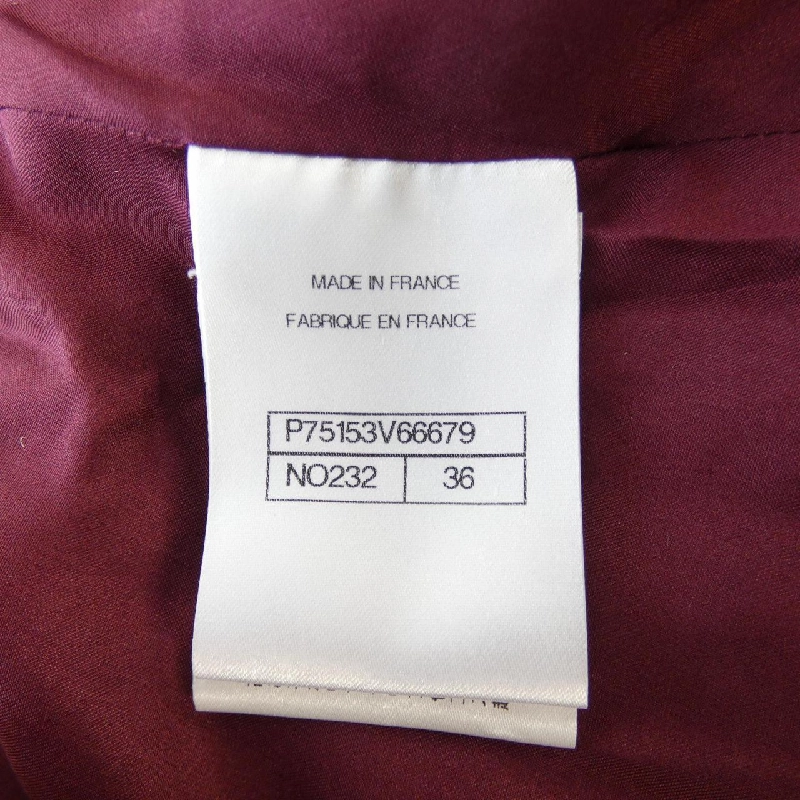 MADE IN FRANCE
FABRIQUE EN FRANCE
P75153V66679
NO232 36